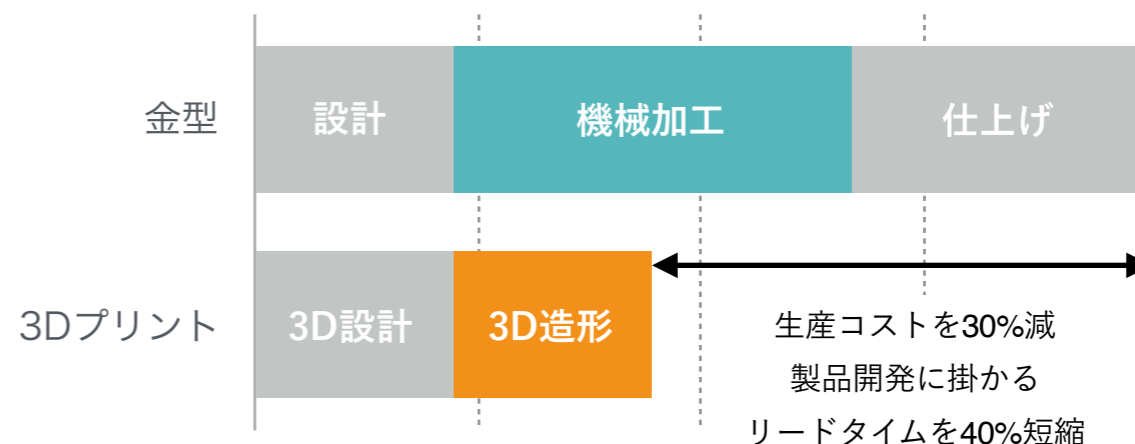 金型
設計
機械加工
仕上げ
3Dプリント
3D設計
3D造形
生産コストを30%減
製品開発に掛かる
リードタイムを40%短縮